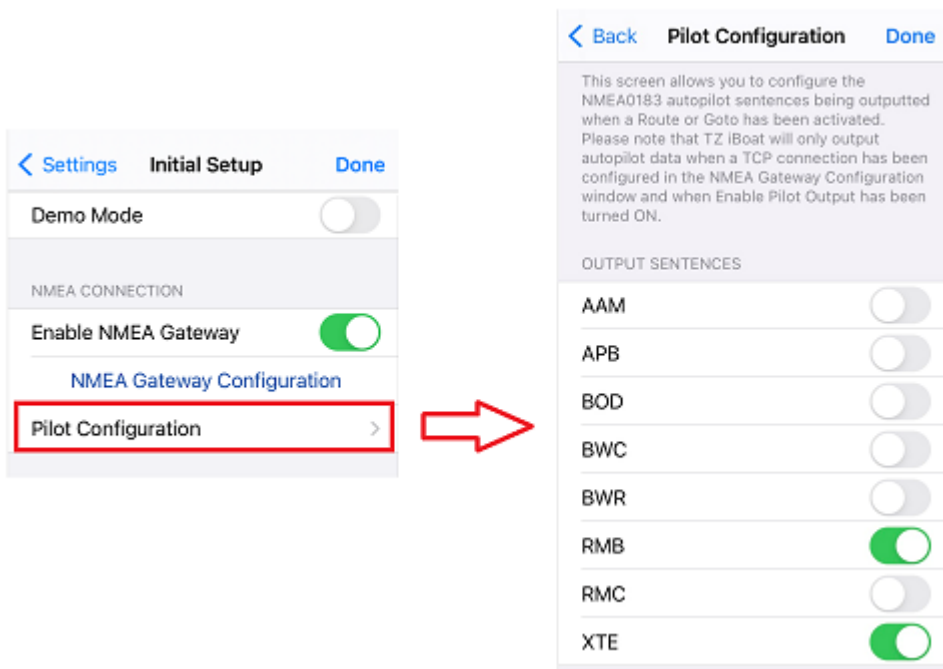 Settings Initial Setup Done
Demo Mode
NMEA CONNECTION
Enable NMEA Gateway
NMEA Gateway Configuration
Pilot Configuration
Back Pilot Configuration Done
This screen allows you to configure the
NMEA0183 autopilot sentences being outputted
when a Route or Goto has been activated.
Please note that TZ iBoat will only output
autopilot data when a TCP connection has been
configured in the NMEA Gateway Configuration
window and when Enable Pilot Output has been
turned ON.
OUTPUT SENTENCES
AAM
APB
BOD
BWC
BWR
RMB
RMC
XTE